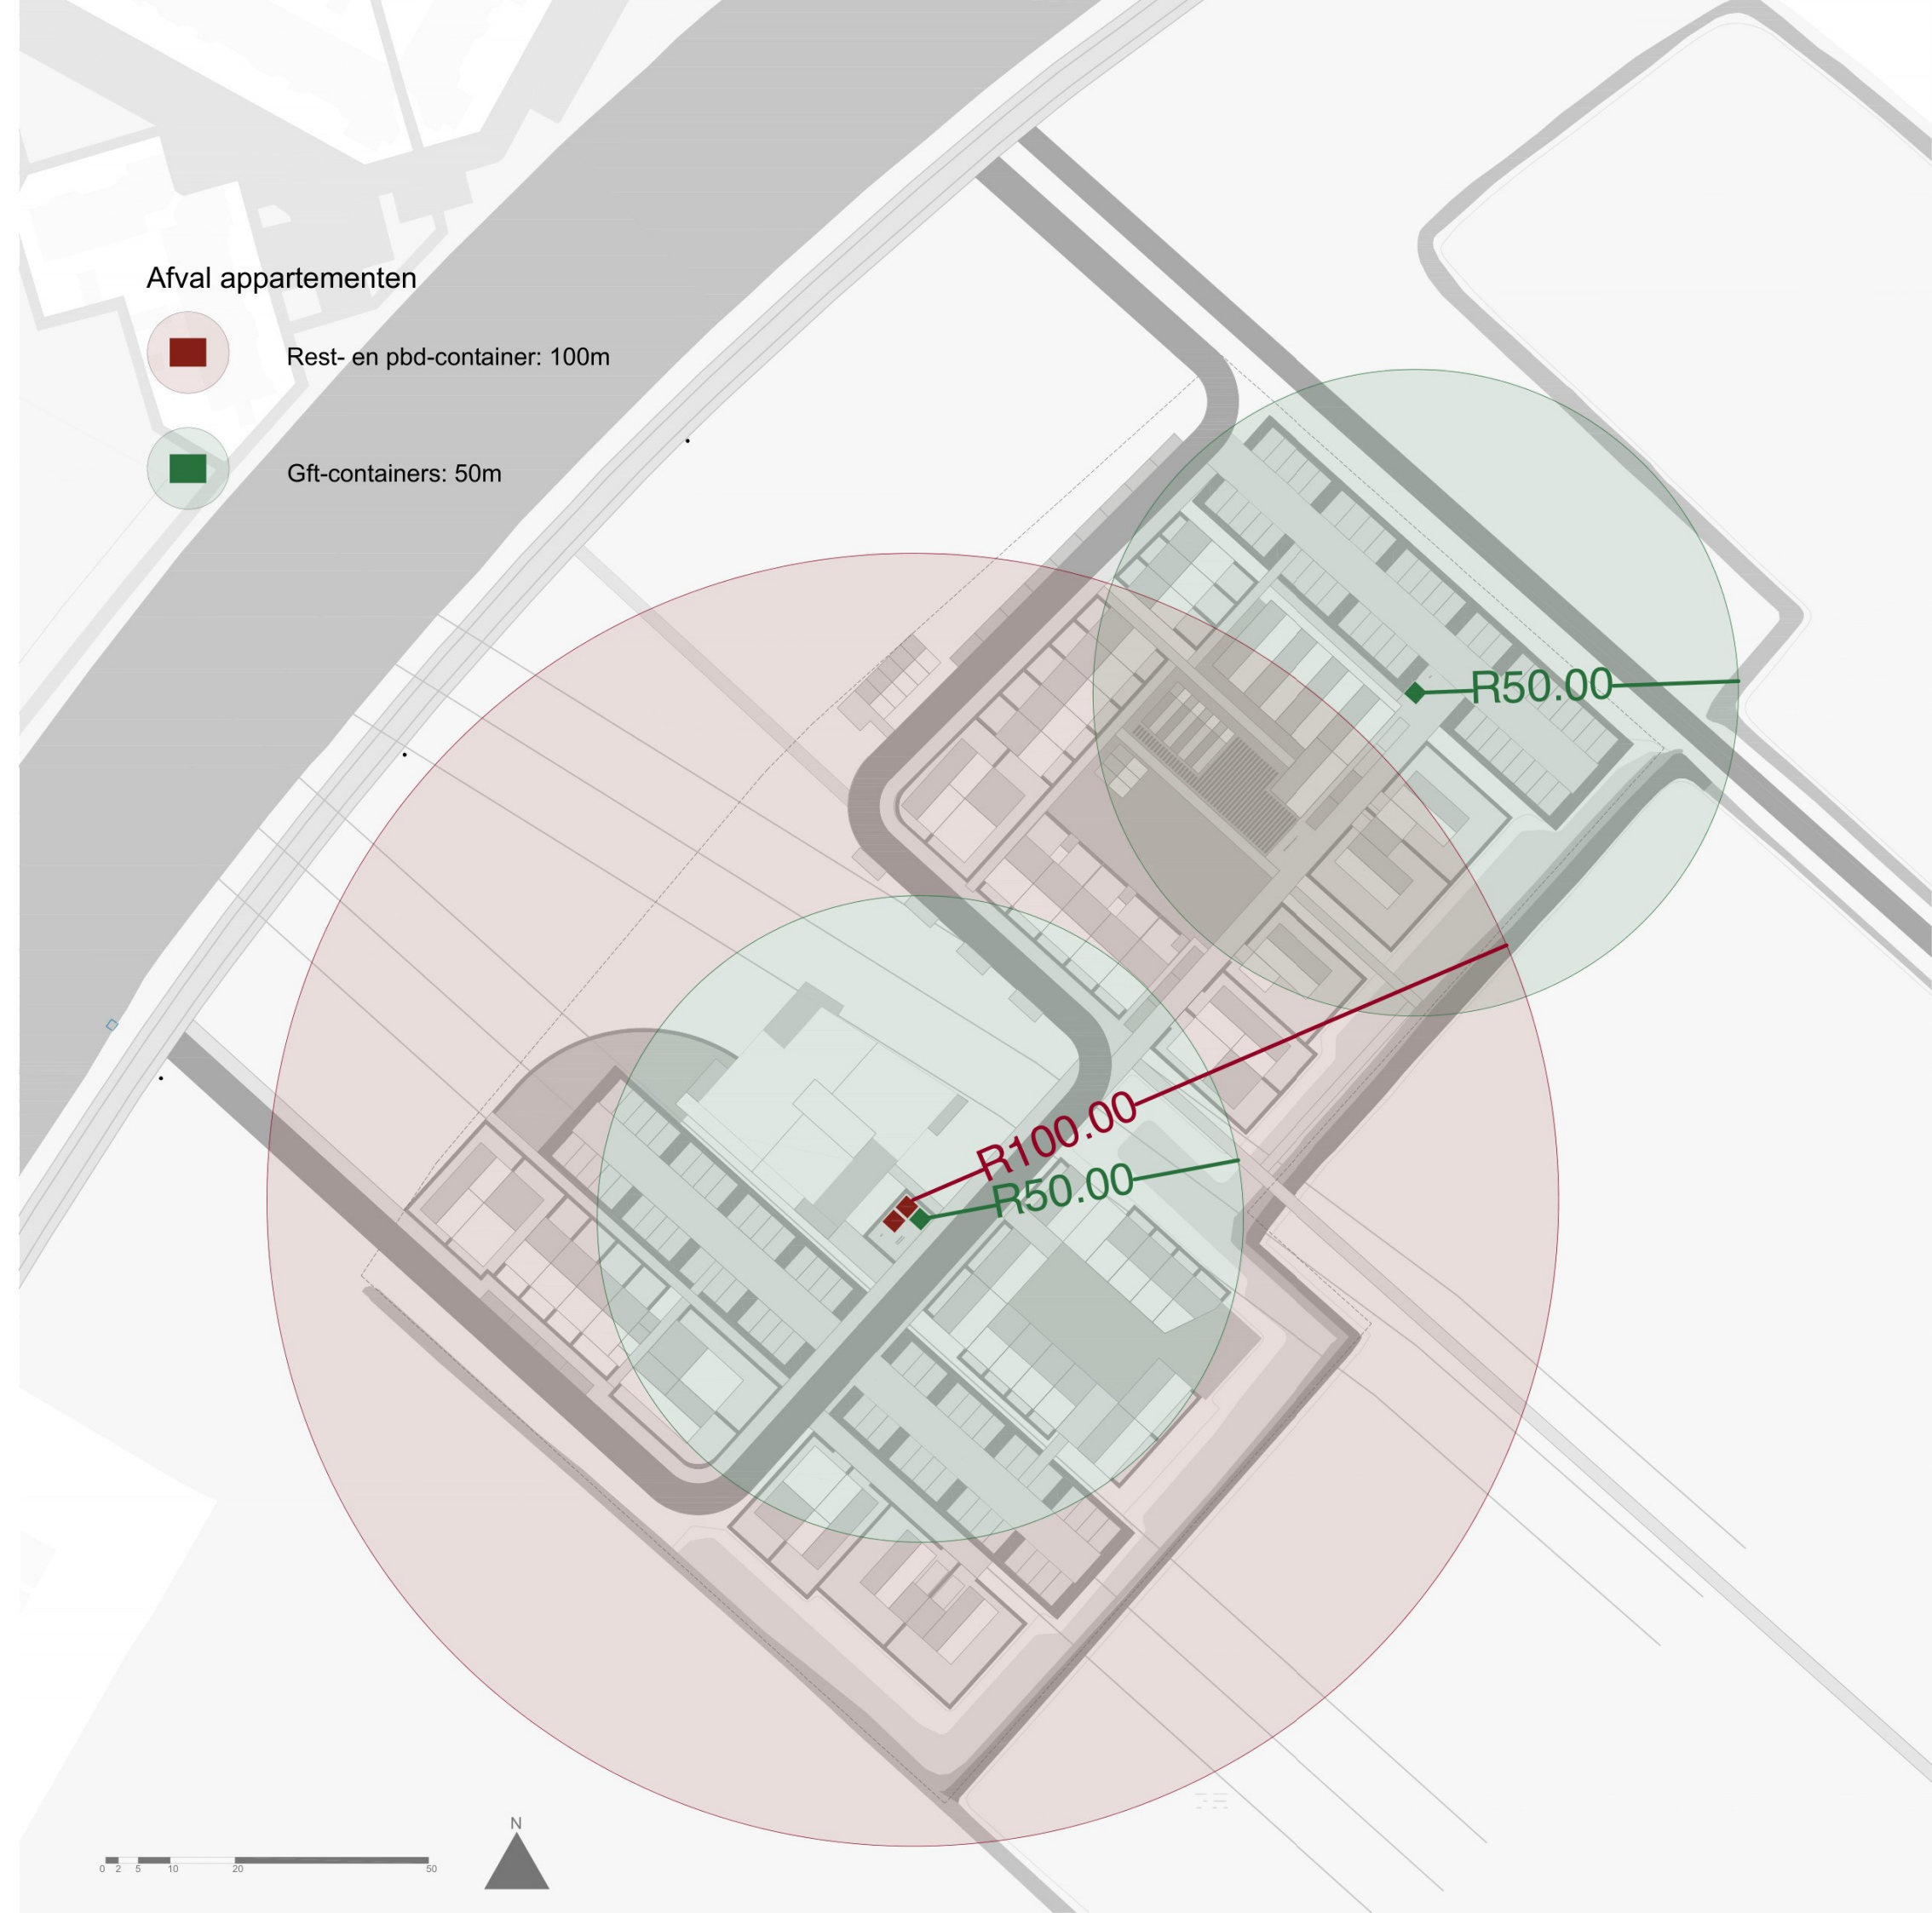 Afval appartementen
Rest- en pbd-container: 100m
Gft-containers: 50m
R50.00
R100.00
R50.00
N
0 2 5 10 20 50